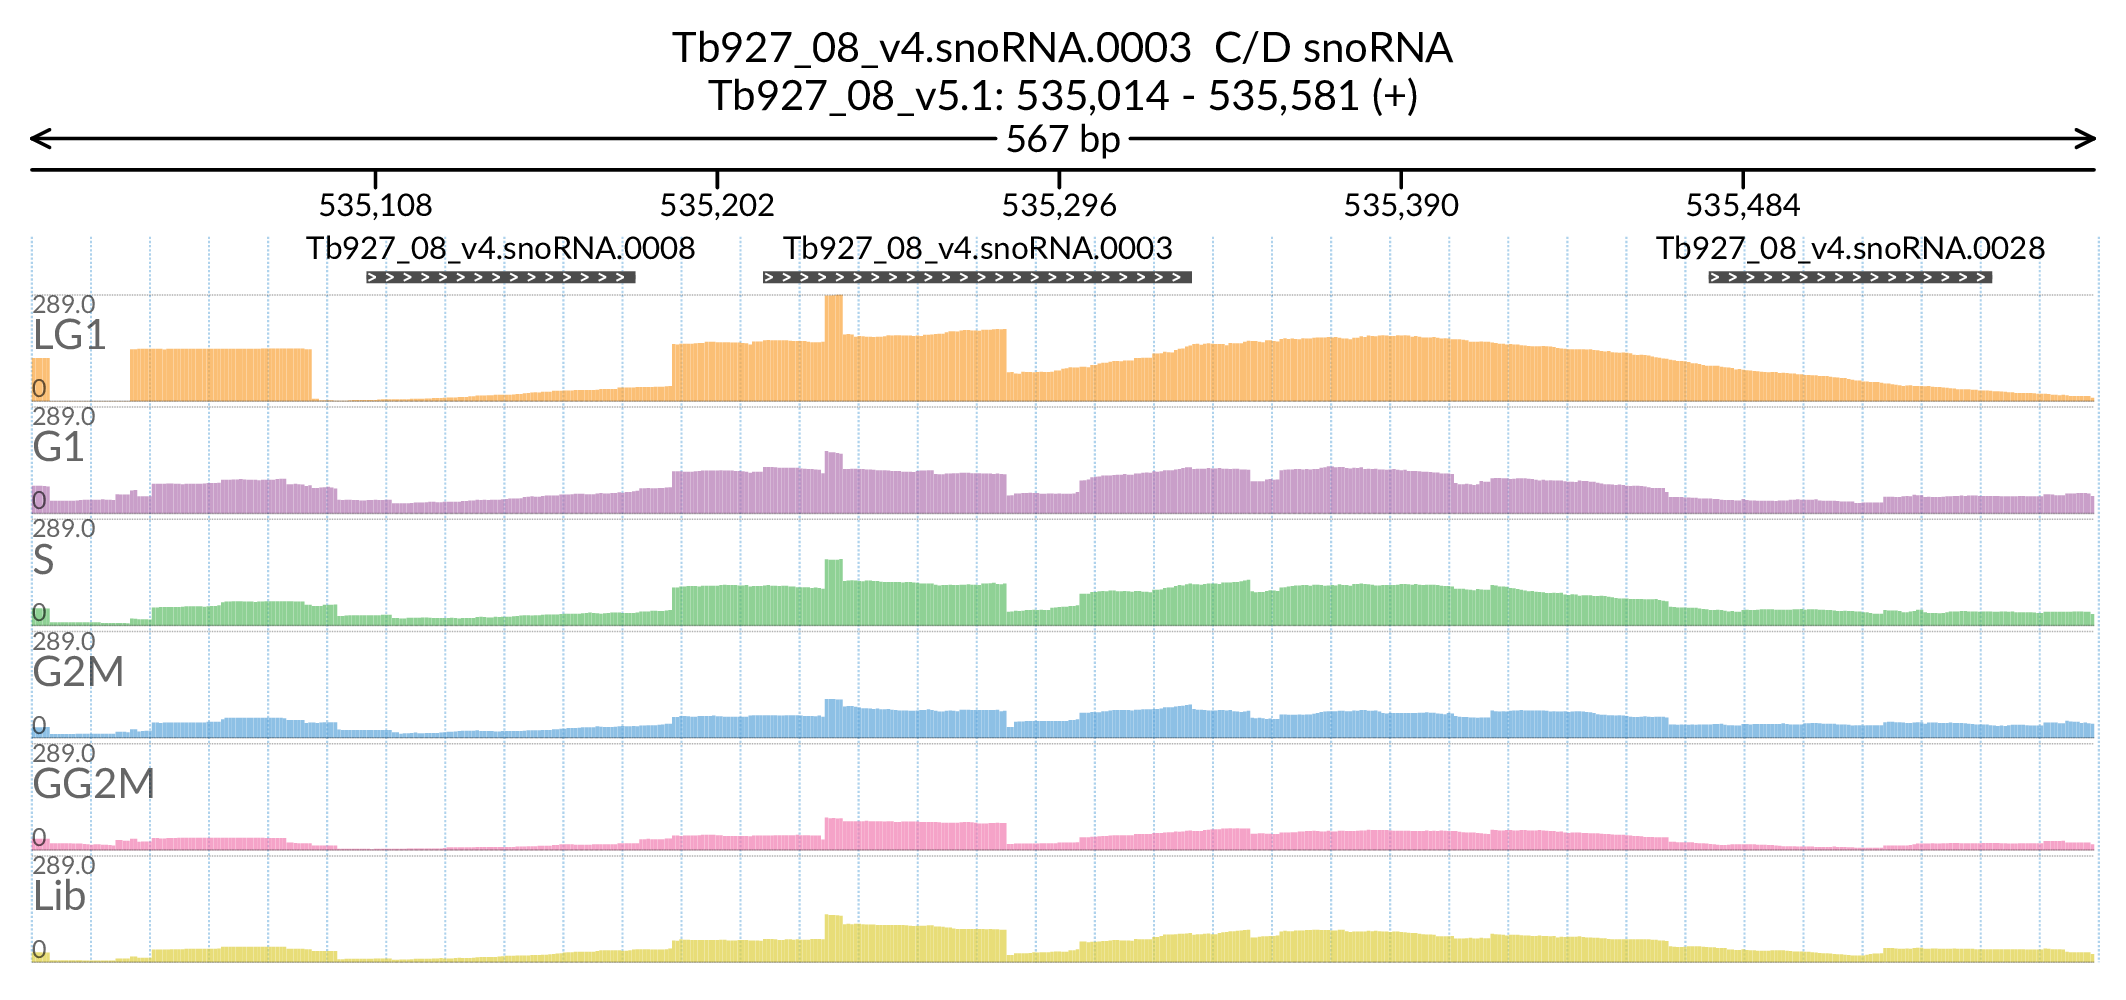 Tb927_08_v4.snoRNA.0003  C/D snoRNA
Tb927_08_v5.1: 535,014 - 535,581 (+)
567 bp
535,108 535,202 535,296 535,390 535,484
Tb927_08_v4.snoRNA.0008 Tb927_08_v4.snoRNA.0003 Tb927_08_v4.snoRNA.0028
289.0
LG1
0
289.0
G1
0
289.0
S
0
289.0
G2M
0
289.0
GG2M
0
289.0
Lib
0